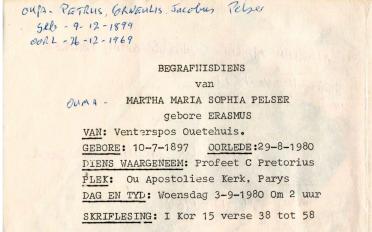 OUPA - PETRUS, CORNEULIS, Jacobus Pelser
Geb - 9-12-1899
OORL - 26-12-1969
BEGRAFNISDIENS
van
OUMA - MARTHA MARIA SOPHIA PELSER
gebore ERASMUS
VAN: Venterspos Ouetehuis.
GEBORE: 10-7-1897 OORLEDE:29-8-1980
DIENS WAARGENEEM: Profeet C Pretorius
PLEK: Ou Apostoliese Kerk, Parys
DAG EN TYD: Woensdag 3-9-1980 Om 2 uur
SKRIFLESING: I Kor 15 verse 38 tot 58